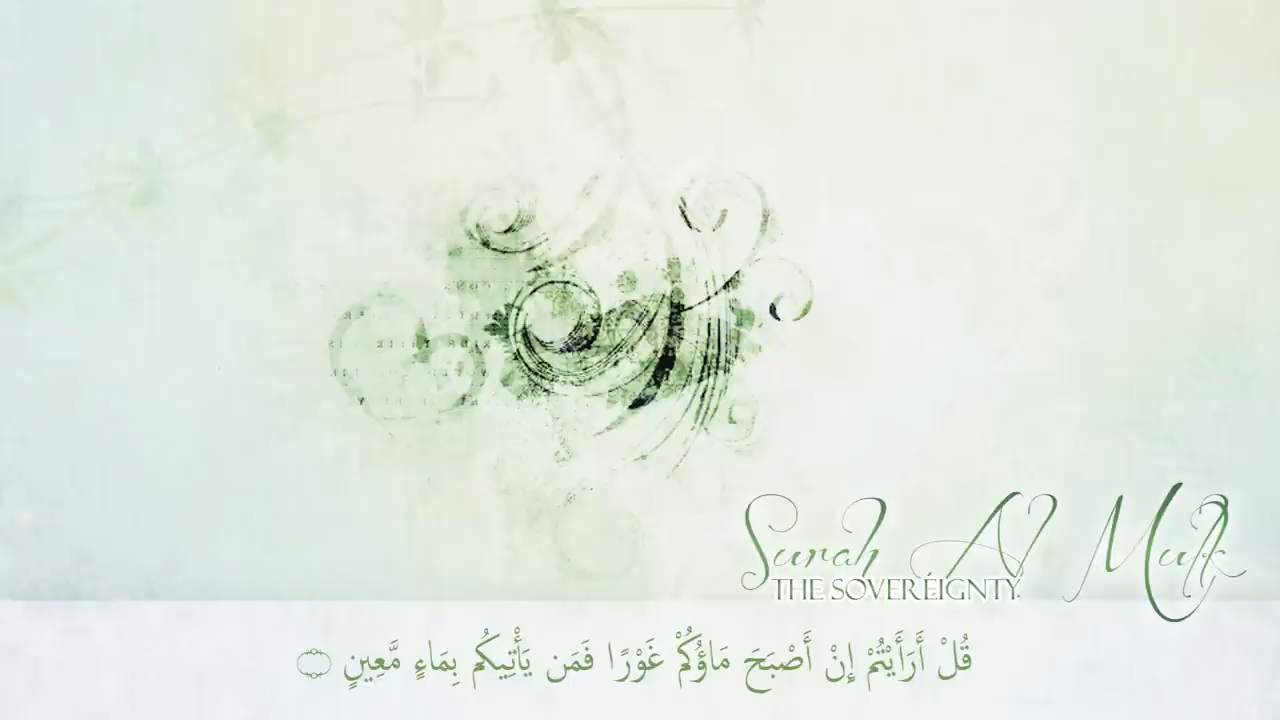 Surah Al Mulk
THE SOVEREIGNTY
قُلْ أَرَأَيْتُمْ إِنْ أَصْبَحَ مَاؤُكُمْ غَوْرًا فَمَن يَأْتِيكُم بِمَاءٍ مَّعِينٍ